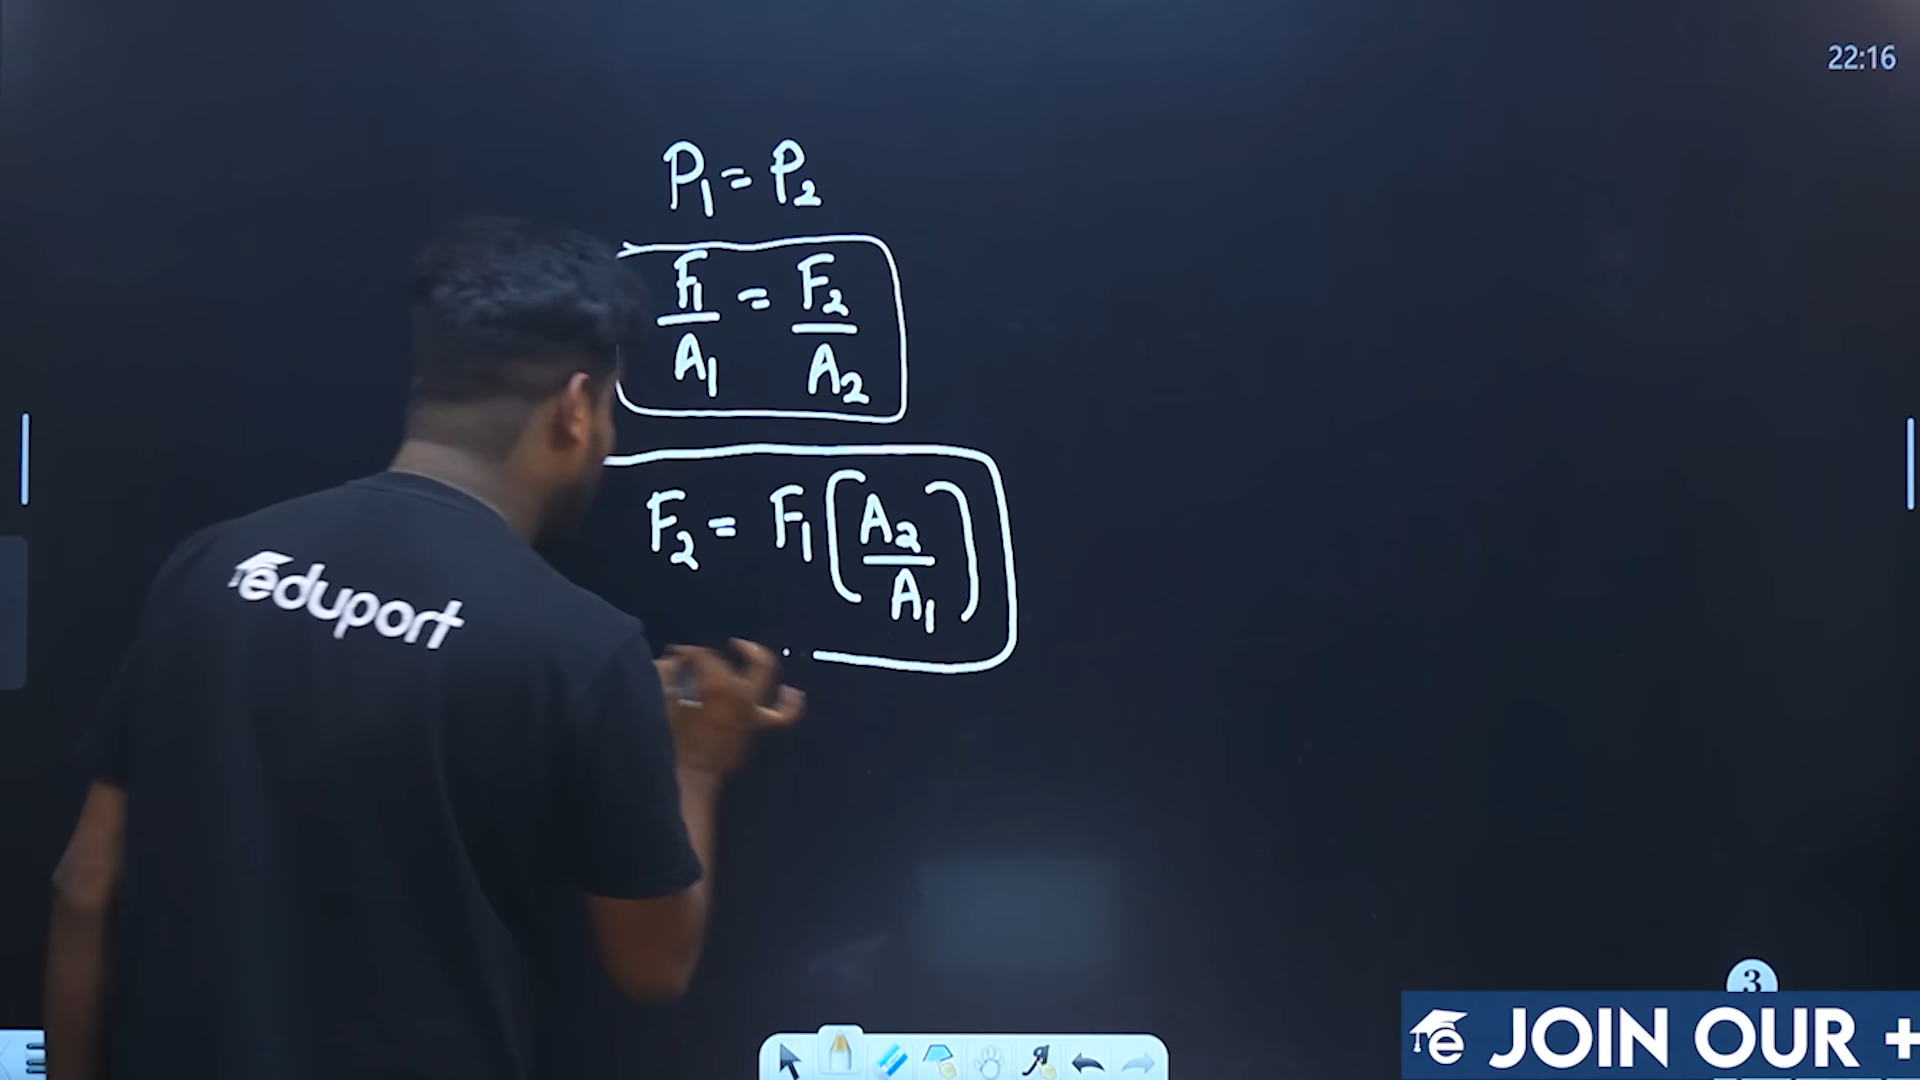 22:16
P₁ = P₂
F₁/A₁ = F₂/A₂
F₂ = F₁(A₂/A₁)
eduport
3
e JOIN OUR +